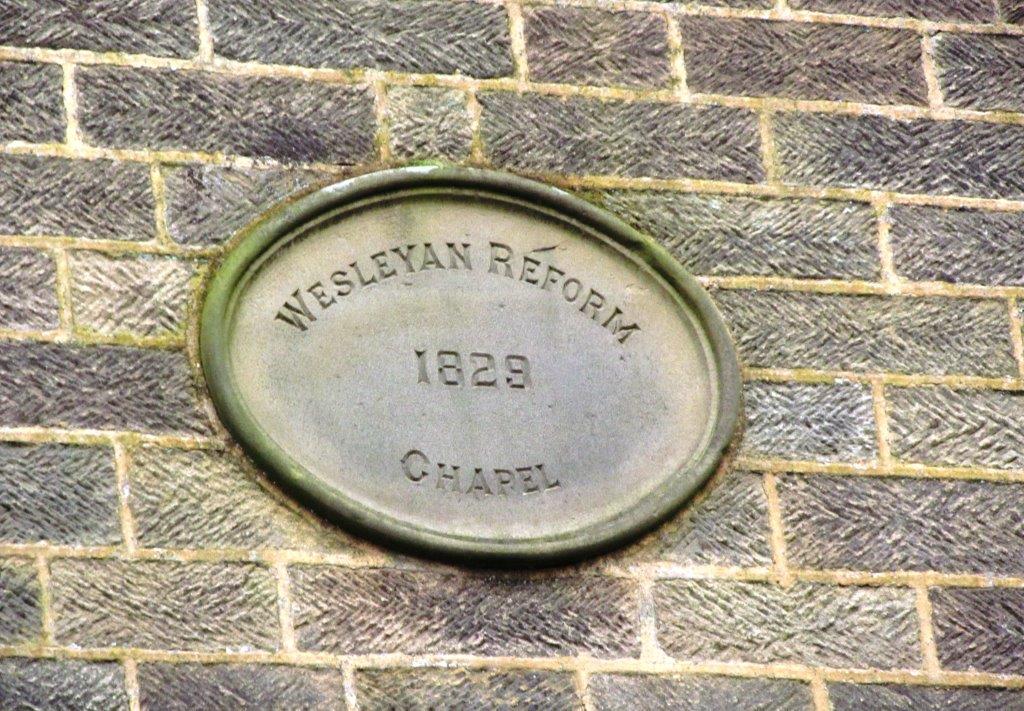 WESLEYAN REFORM
1829
CHAPEL